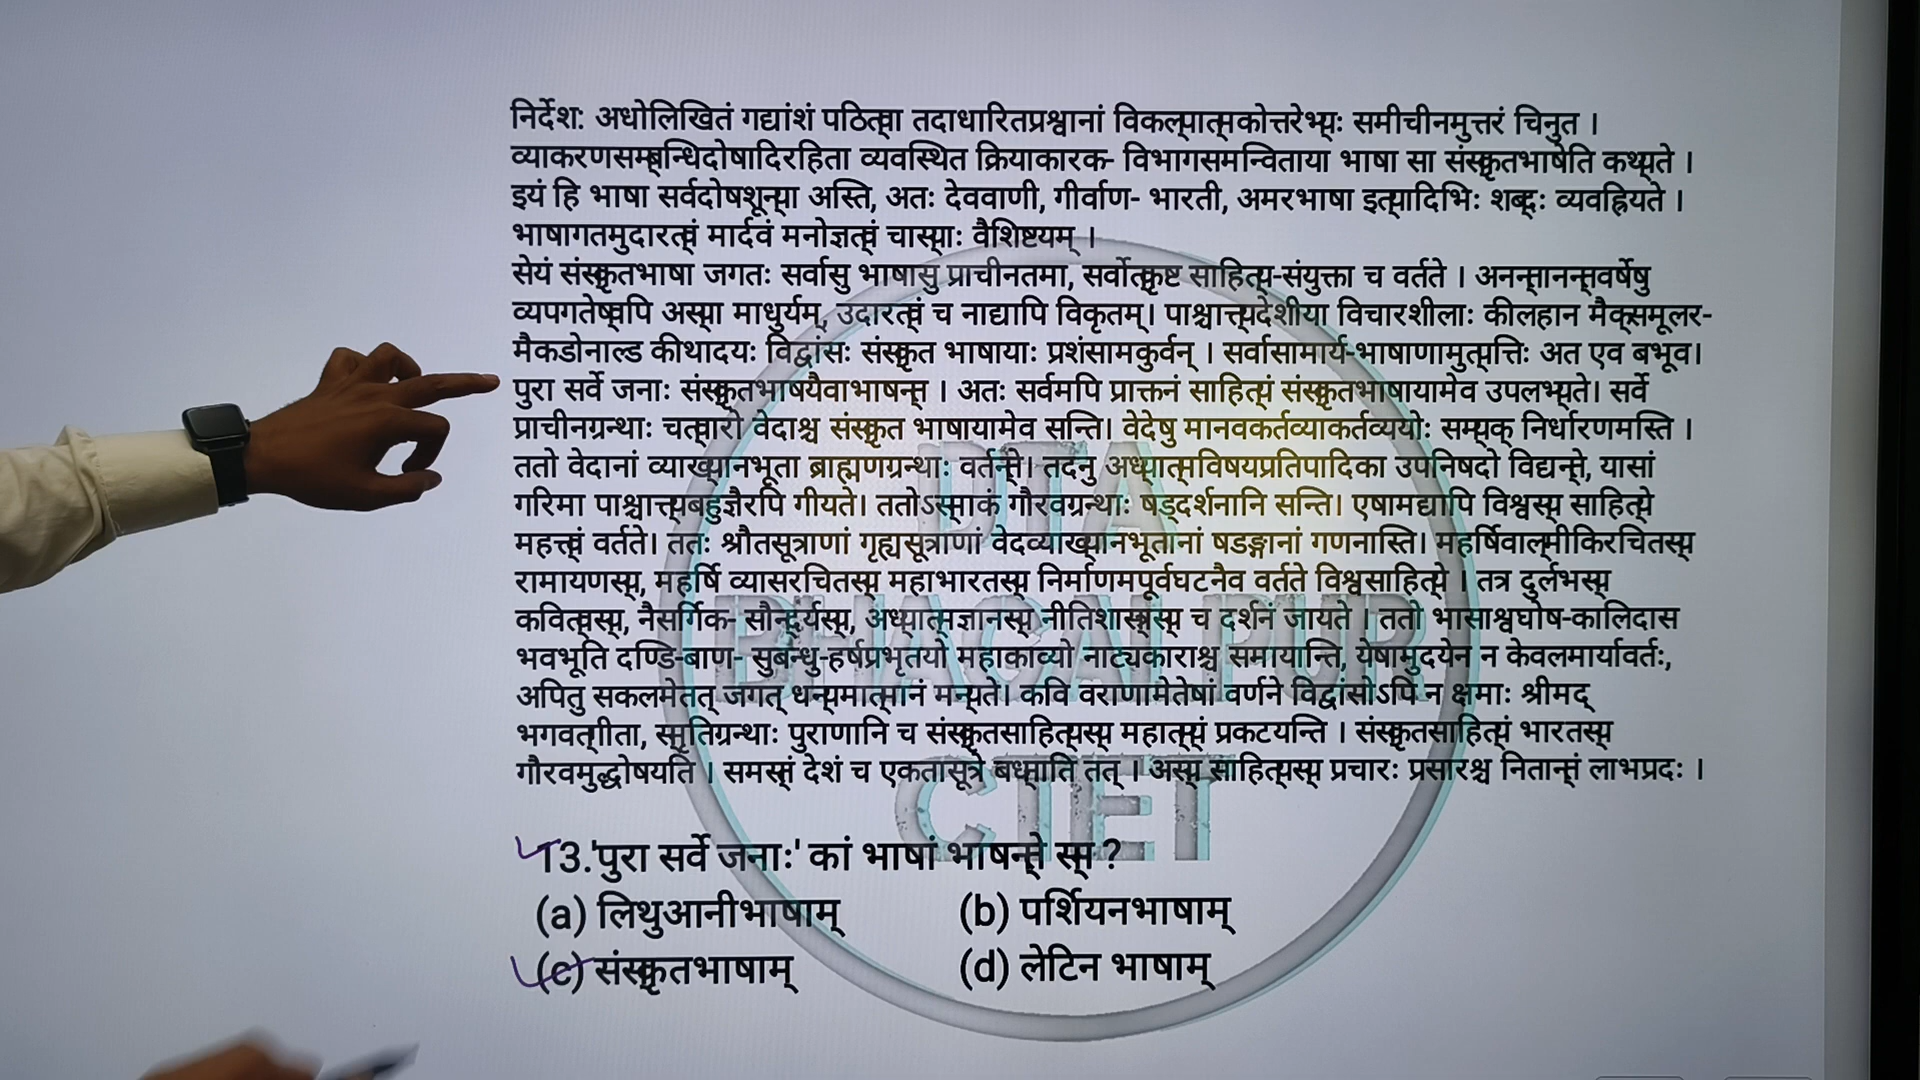 निर्देश: अधोलिखितं गद्यांशं पठित्वा तदाधारितप्रश्नानां विकल्पात्मकोत्तरेभ्यः समीचीनमुत्तरं चिनुत ।
व्याकरणसम्बन्धिदोषादिरहिता व्यवस्थित क्रियाकारक- विभागसमन्विताया भाषा सा संस्कृतभाषेति कथ्यते ।
इयं हि भाषा सर्वदोषशून्या अस्ति, अतः देववाणी, गीर्वाण- भारती, अमरभाषा इत्यादिभिः शब्दः व्यवह्रियते ।
भाषागतमुदारत्वं मार्दवं मनोज्ञत्वं चास्याः वैशिष्टयम् ।
सेयं संस्कृतभाषा जगतः सर्वासु भाषासु प्राचीनतमा, सर्वोत्कृष्ट साहित्य-संयुक्ता च वर्तते । अनन्तानन्तवर्षेषु
व्यपगतेष्वपि अस्या माधुर्यम्, उदारत्वं च नाद्यापि विकृतम्। पाश्चात्त्यदेशीया विचारशीलाः कीलहान मैक्समूलर-
मैकडोनाल्ड कीथादयः विद्वांसः संस्कृत भाषायाः प्रशंसामकुर्वन् । सर्वासामार्य-भाषाणामुत्पत्तिः अत एव बभूव।
पुरा सर्वे जनाः संस्कृतभाषयैवाभाषन्त । अतः सर्वमपि प्राक्तनं साहित्यं संस्कृतभाषायामेव उपलभ्यते। सर्वे
प्राचीनग्रन्थाः चत्वारो वेदाश्च संस्कृत भाषायामेव सन्ति। वेदेषु मानवकर्तव्याकर्तव्ययोः सम्यक् निर्धारणमस्ति ।
ततो वेदानां व्याख्यानभूता ब्राह्मणग्रन्थाः वर्तन्ते। तदनु अध्यात्मविषयप्रतिपादिका उपनिषदो विद्यन्ते, यासां
गरिमा पाश्चात्त्यबहुज्ञैरपि गीयते। ततोऽस्माकं गौरवग्रन्थाः षड्दर्शनानि सन्ति। एषामद्यापि विश्वस्य साहित्ये
महत्त्वं वर्तते। ततः श्रौतसूत्राणां गृह्यसूत्राणां वेदव्याख्यानभूतानां षडङ्गानां गणनास्ति। महर्षिवाल्मीकिरचितस्य
रामायणस्य, महर्षि व्यासरचितस्य महाभारतस्य निर्माणमपूर्वघटनैव वर्तते विश्वसाहित्ये । तत्र दुर्लभस्य
कवित्वस्य, नैसर्गिक- सौन्दर्यस्य, अध्यात्मज्ञानस्य नीतिशास्त्रस्य च दर्शनं जायते । ततो भासाश्वघोष-कालिदास
भवभूति दण्डि-बाण- सुबन्धु-हर्षप्रभृतयो महाकाव्यो नाट्यकाराश्च समायान्ति, येषामुदयेन न केवलमार्यावर्तः,
अपितु सकलमेतत् जगत् धन्यमात्मानं मन्यते। कवि वराणामेतेषां वर्णने विद्वांसोऽपि न क्षमाः श्रीमद्
भगवत्गीता, स्मृतिग्रन्थाः पुराणानि च संस्कृतसाहित्यस्य महात्म्यं प्रकटयन्ति । संस्कृतसाहित्यं भारतस्य
गौरवमुद्घोषयति । समस्तं देशं च एकतासूत्रे बध्नाति तत् । अस्य साहित्यस्य प्रचारः प्रसारश्च नितान्तं लाभप्रदः ।
DTA
BHAGALPUR
CTET
13.'पुरा सर्वे जनाः' कां भाषां भाषन्ते स्म ?
(a) लिथुआनीभाषाम् (b) पर्शियनभाषाम्
(c) संस्कृतभाषाम् (d) लेटिन भाषाम्